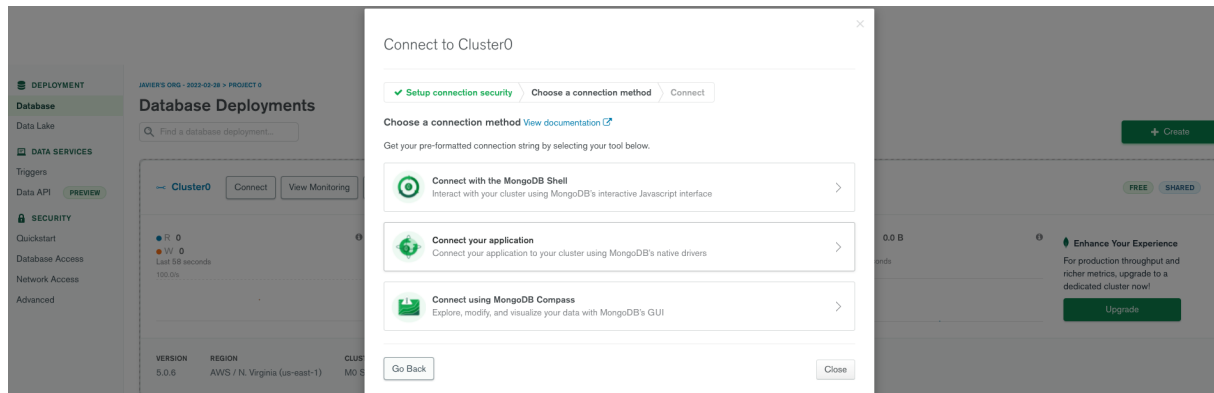 DEPLOYMENT
Database
Data Lake
DATA SERVICES
Triggers
Data API PREVIEW
SECURITY
Quickstart
Database Access
Network Access
Advanced
JAVIER'S ORG - 2022-02-28 > PROJECT 0
Database Deployments
Find a database deployment...
+ Create
Cluster0 Connect View Monitoring
FREE SHARED
R 0
W 0
Last 58 seconds
100.0/s
0.0 B
onds
Enhance Your Experience
For production throughput and
richer metrics, upgrade to a
dedicated cluster now!
Upgrade
VERSION REGION CLUS
5.0.6 AWS / N. Virginia (us-east-1) M0 S
Connect to Cluster0
Setup connection security Choose a connection method Connect
Choose a connection method View documentation
Get your pre-formatted connection string by selecting your tool below.
Connect with the MongoDB Shell
Interact with your cluster using MongoDB's interactive Javascript interface
Connect your application
Connect your application to your cluster using MongoDB's native drivers
Connect using MongoDB Compass
Explore, modify, and visualize your data with MongoDB's GUI
Go Back Close